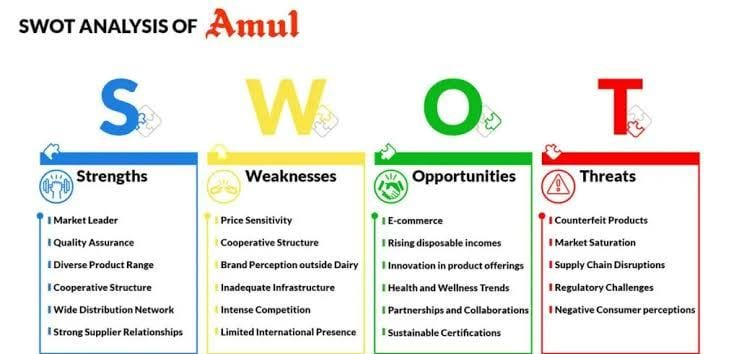 SWOT ANALYSIS OF Amul
S
W
O
T
Strengths
Market Leader
Quality Assurance
Diverse Product Range
Cooperative Structure
Wide Distribution Network
Strong Supplier Relationships
Weaknesses
Price Sensitivity
Cooperative Structure
Brand Perception outside Dairy
Inadequate Infrastructure
Intense Competition
Limited International Presence
Opportunities
E-commerce
Rising disposable incomes
Innovation in product offerings
Health and Wellness Trends
Partnerships and Collaborations
Sustainable Certifications
Threats
Counterfeit Products
Market Saturation
Supply Chain Disruptions
Regulatory Challenges
Negative Consumer perceptions